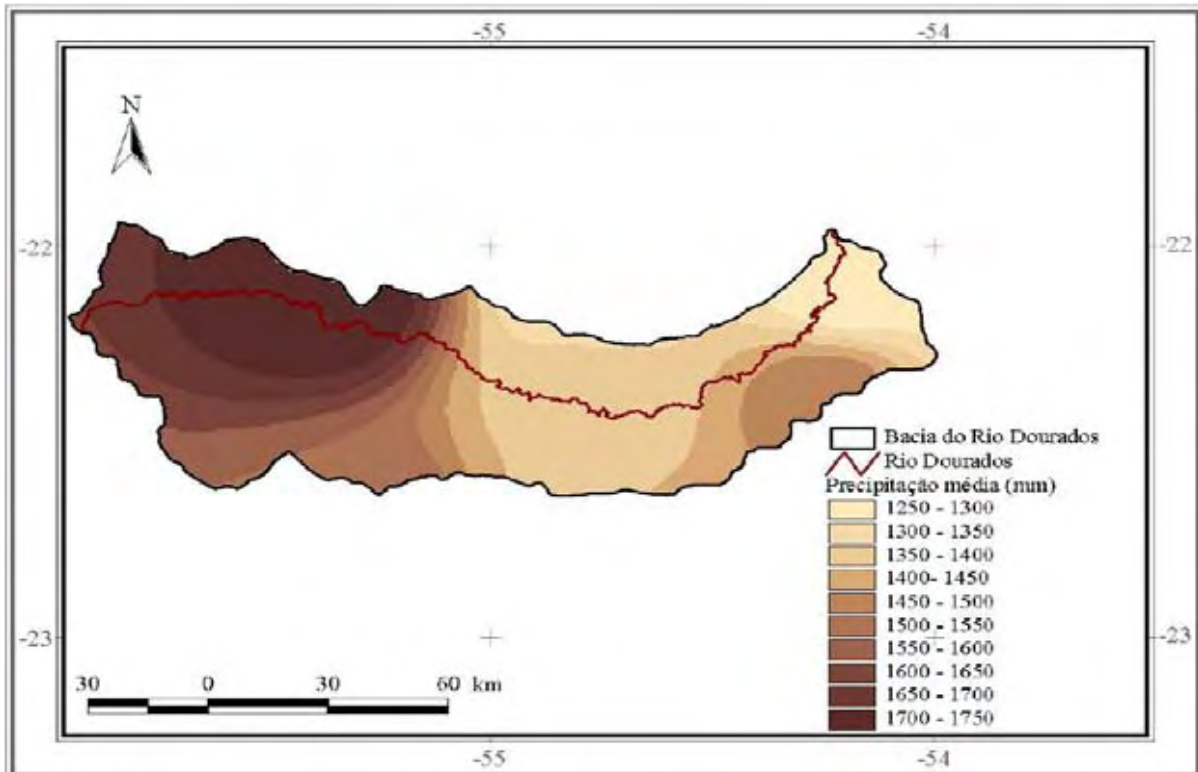 -55 -54
N
-22 -22
Bacia do Rio Dourados
Rio Dourados
Precipitação média (mm)
1250 - 1300
1300 - 1350
1350 - 1400
1400- 1450
1450 - 1500
1500 - 1550
1550 - 1600
1600 - 1650
1650 - 1700
1700 - 1750
-23 -23
30 0 30 60 km
-55 -54